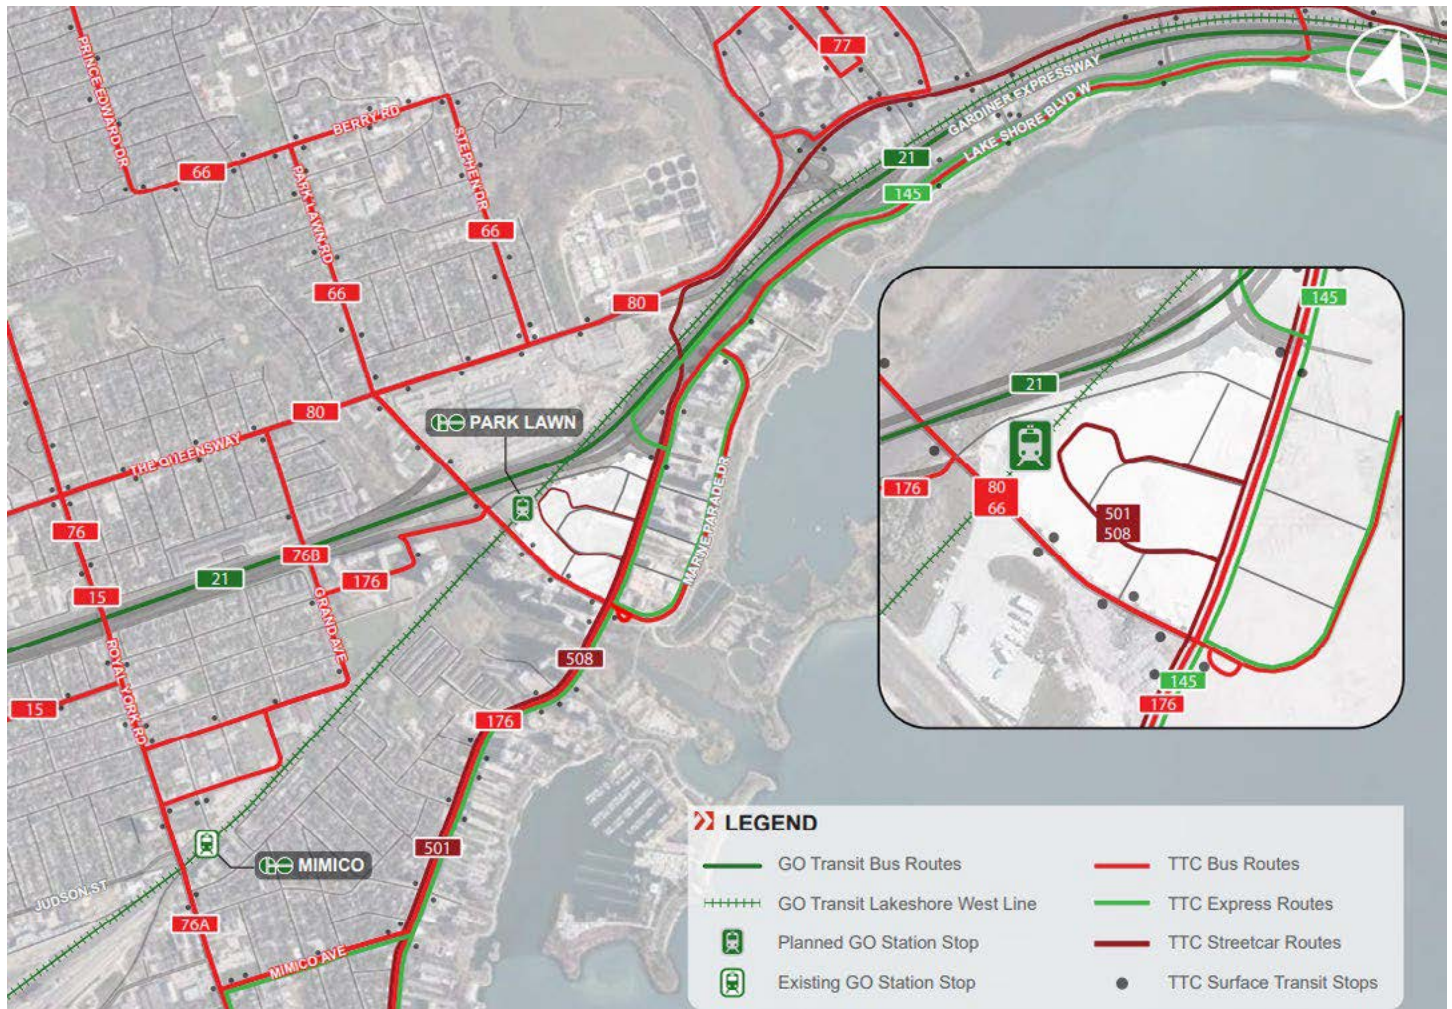 77
PRINCE EDWARD DR
BERRY RD
STEPHEN DR
66
PARK LAWN RD
66
66
GARDINER EXPRESSWAY
LAKE SHORE BLVD W
21
145
80
80
THE QUEENSWAY
GO PARK LAWN
76
76B
21
176
15
GRAND AVE
MARINE PARADE DR
ROYAL YORK RD
15
508
176
501
GO MIMICO
JUDSON ST
76A
MIMICO AVE
145
21
176
80
66
501
508
145
176
LEGEND
GO Transit Bus Routes
GO Transit Lakeshore West Line
Planned GO Station Stop
Existing GO Station Stop
TTC Bus Routes
TTC Express Routes
TTC Streetcar Routes
TTC Surface Transit Stops